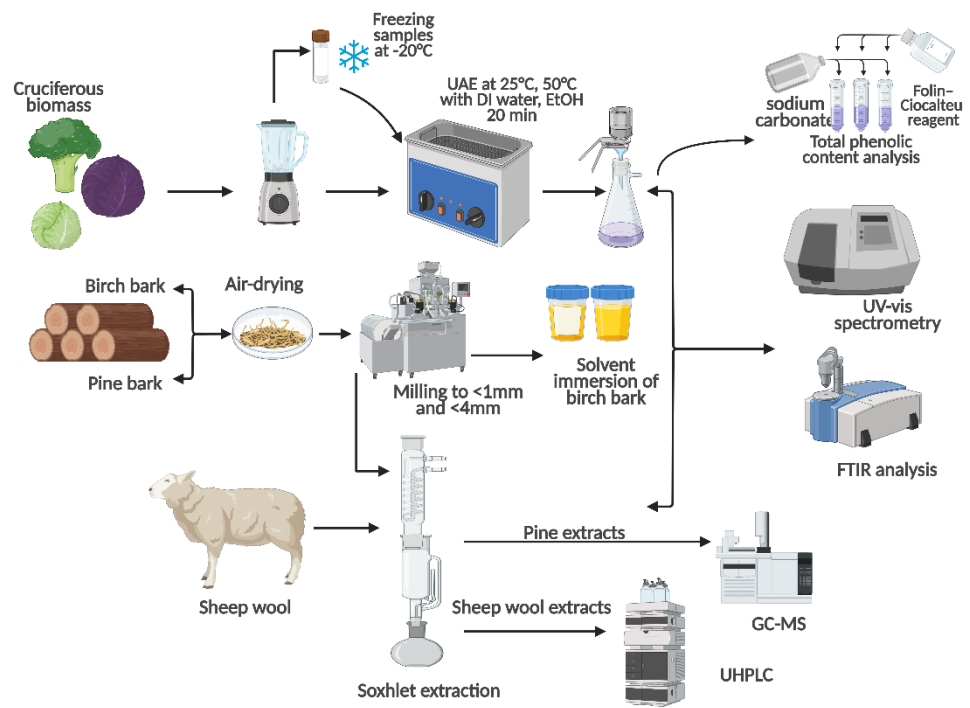 Freezing
samples
at -20°C
Cruciferous
biomass
UAE at 25°C, 50°C
with DI water, EtOH
20 min
sodium
carbonate
Folin–
Ciocalteu
reagent
Total phenolic
content analysis
Birch bark
Air-drying
Pine bark
Milling to <1mm
and <4mm
Solvent
immersion of
birch bark
UV-vis
spectrometry
FTIR analysis
Sheep wool
Pine extracts
Sheep wool extracts
GC-MS
UHPLC
Soxhlet extraction